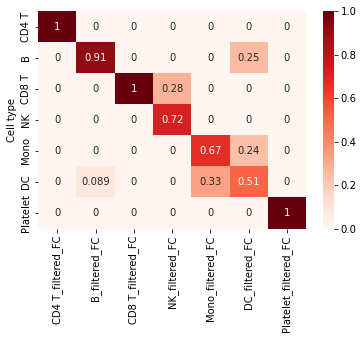 Cell type
CD4 T 1 0 0 0 0 0 0
B 0 0.91 0 0 0 0.25 0
CD8 T 0 0 1 0.28 0 0 0
NK 0 0 0 0.72 0 0 0
Mono 0 0 0 0 0.67 0.24 0
DC 0 0.089 0 0 0.33 0.51 0
Platelet 0 0 0 0 0 0 1
CD4 T_filtered_FC
B_filtered_FC
CD8 T_filtered_FC
NK_filtered_FC
Mono_filtered_FC
DC_filtered_FC
Platelet_filtered_FC
1.0
0.8
0.6
0.4
0.2
0.0